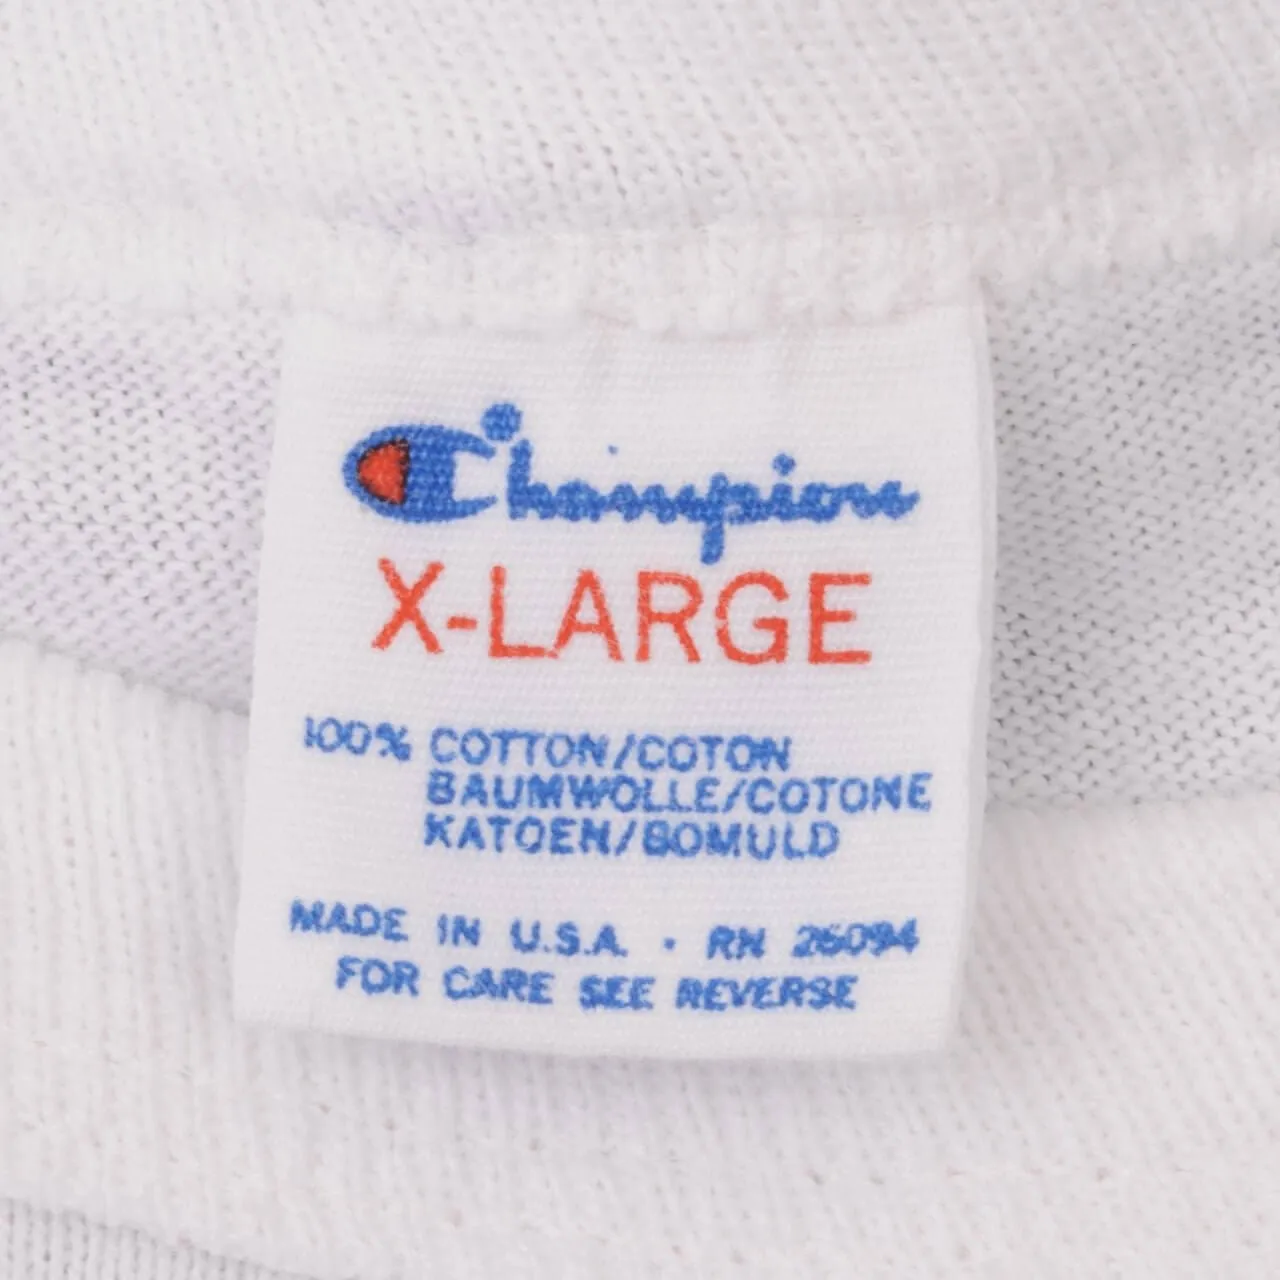 Champion
X-LARGE
100% COTTON/COTON
BAUMWOLLE/COTONE
KATOEN/BOMULD
MADE IN U.S.A. · RN 26094
FOR CARE SEE REVERSE